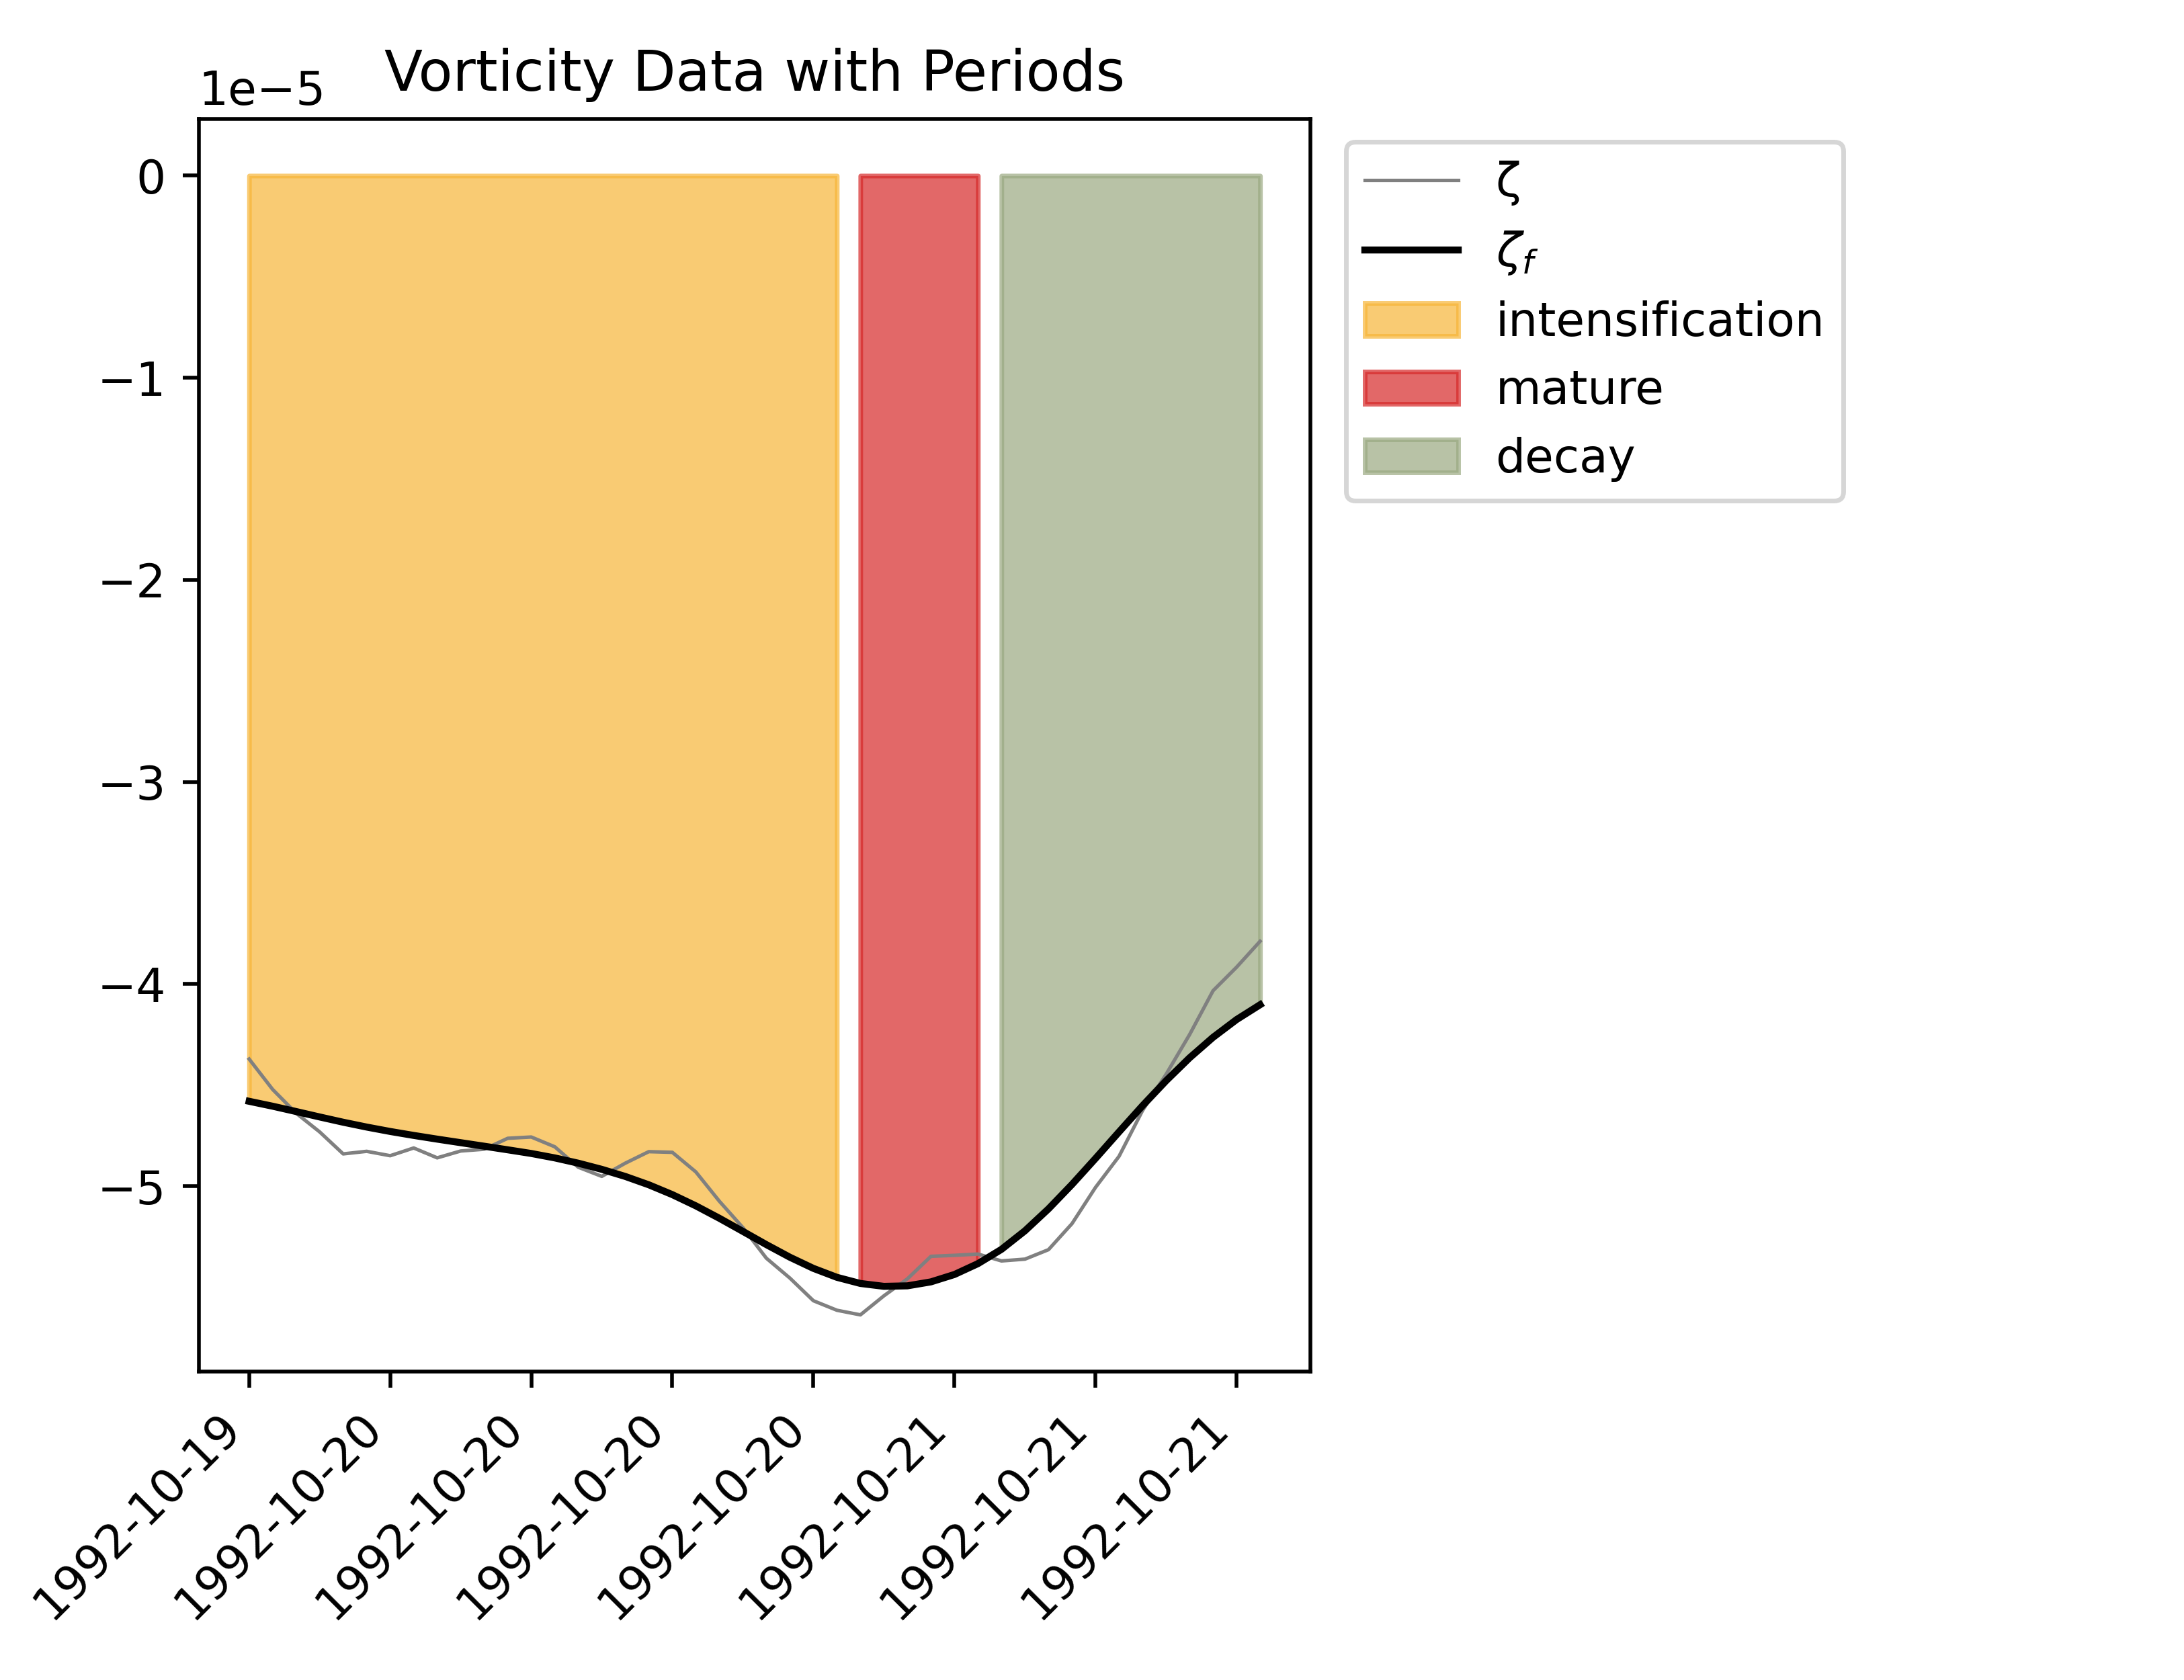 Vorticity Data with Periods
1e−5
0
−1
−2
−3
−4
−5
1992-10-19
1992-10-20
1992-10-20
1992-10-20
1992-10-20
1992-10-21
1992-10-21
1992-10-21
ζ
ζf
intensification
mature
decay